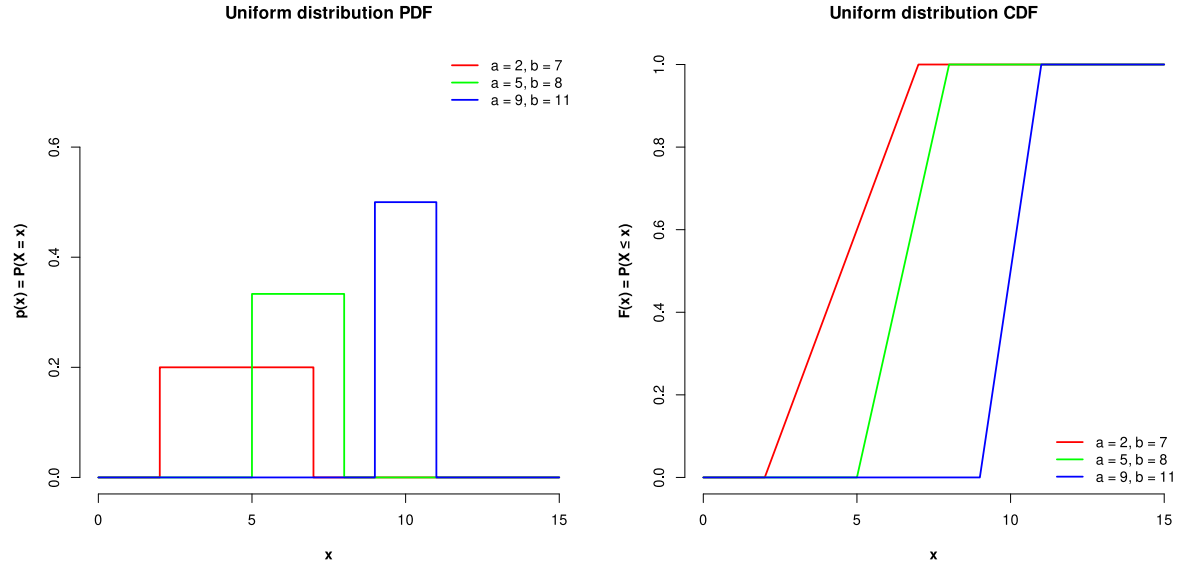 Uniform distribution PDF
a = 2, b = 7
a = 5, b = 8
a = 9, b = 11
p(x) = P(X = x)
0.6
0.4
0.2
0.0
0 5 10 15
x
Uniform distribution CDF
F(x) = P(X ≤ x)
1.0
0.8
0.6
0.4
0.2
0.0
a = 2, b = 7
a = 5, b = 8
a = 9, b = 11
0 5 10 15
x